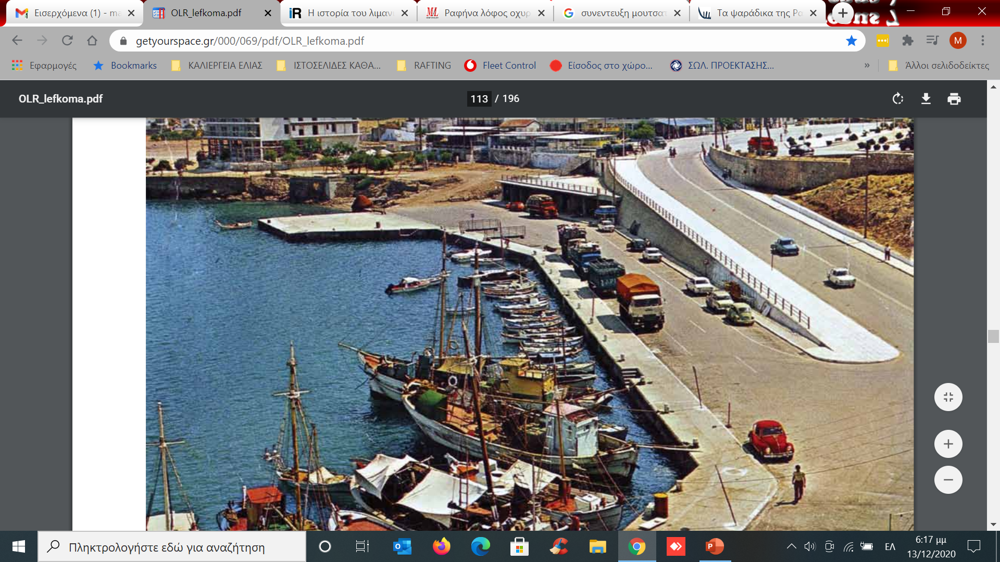 Εισερχόμενα (1) - ma
OLR_lefkoma.pdf
Η ιστορία του λιμανι
Ραφήνα λόφος οχυρ
συνεντευξη μουτσατ
Τα ψαράδικα της Ρα
getyourspace.gr/000/069/pdf/OLR_lefkoma.pdf
M
Εφαρμογές
Bookmarks
ΚΑΛΙΕΡΓΕΙΑ ΕΛΙΑΣ
ΙΣΤΟΣΕΛΙΔΕΣ ΚΑΘΑ...
RAFTING
Fleet Control
Είσοδος στο χώρο...
ΣΩΛ. ΠΡΟΕΚΤΑΣΗΣ...
»
Άλλοι σελιδοδείκτες
OLR_lefkoma.pdf
113 / 196
Πληκτρολογήστε εδώ για αναζήτηση
ΕΛ
6:17 μμ
13/12/2020